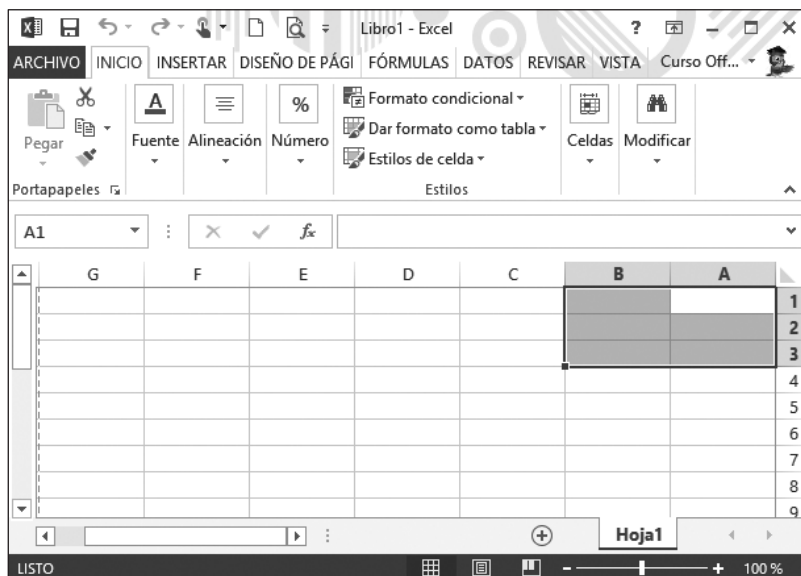 Libro1 - Excel ?
ARCHIVO INICIO INSERTAR DISEÑO DE PÁGI FÓRMULAS DATOS REVISAR VISTA Curso Off...
Pegar
Fuente Alineación Número
Formato condicional
Dar formato como tabla
Estilos de celda
Celdas Modificar
Portapapeles Estilos
A1 fx
G F E D C B A
1
2
3
4
5
6
7
8
9
Hoja1
LISTO 100 %